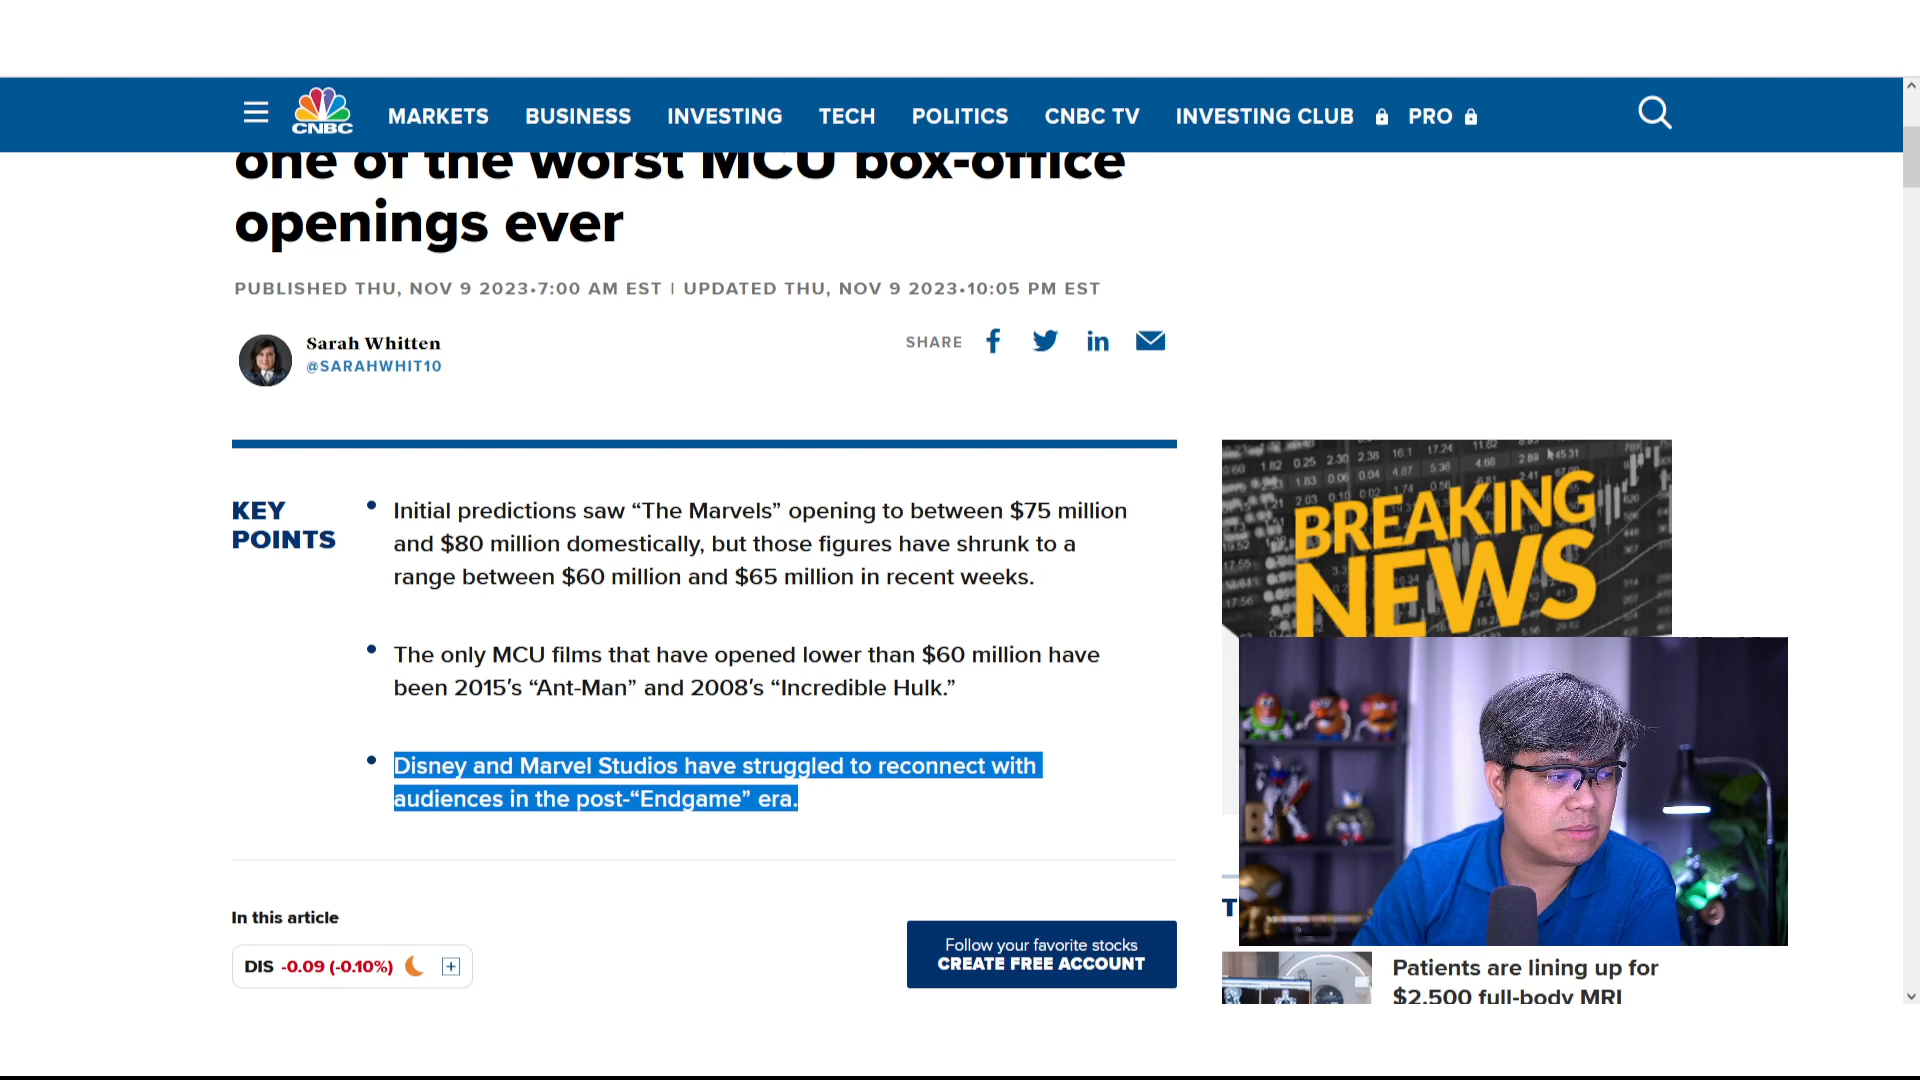 CNBC
MARKETS BUSINESS INVESTING TECH POLITICS CNBC TV INVESTING CLUB PRO
one of the worst MCU box-office
openings ever
PUBLISHED THU, NOV 9 2023•7:00 AM EST | UPDATED THU, NOV 9 2023•10:05 PM EST
Sarah Whitten
@SARAHWHIT10
SHARE
KEY
POINTS
Initial predictions saw “The Marvels” opening to between $75 million
and $80 million domestically, but those figures have shrunk to a
range between $60 million and $65 million in recent weeks.
The only MCU films that have opened lower than $60 million have
been 2015′s “Ant-Man” and 2008′s “Incredible Hulk.”
Disney and Marvel Studios have struggled to reconnect with
audiences in the post-“Endgame” era.
In this article
DIS -0.09 (-0.10%)
Follow your favorite stocks
CREATE FREE ACCOUNT
BREAKING
NEWS
T
Patients are lining up for
$2,500 full-body MRI